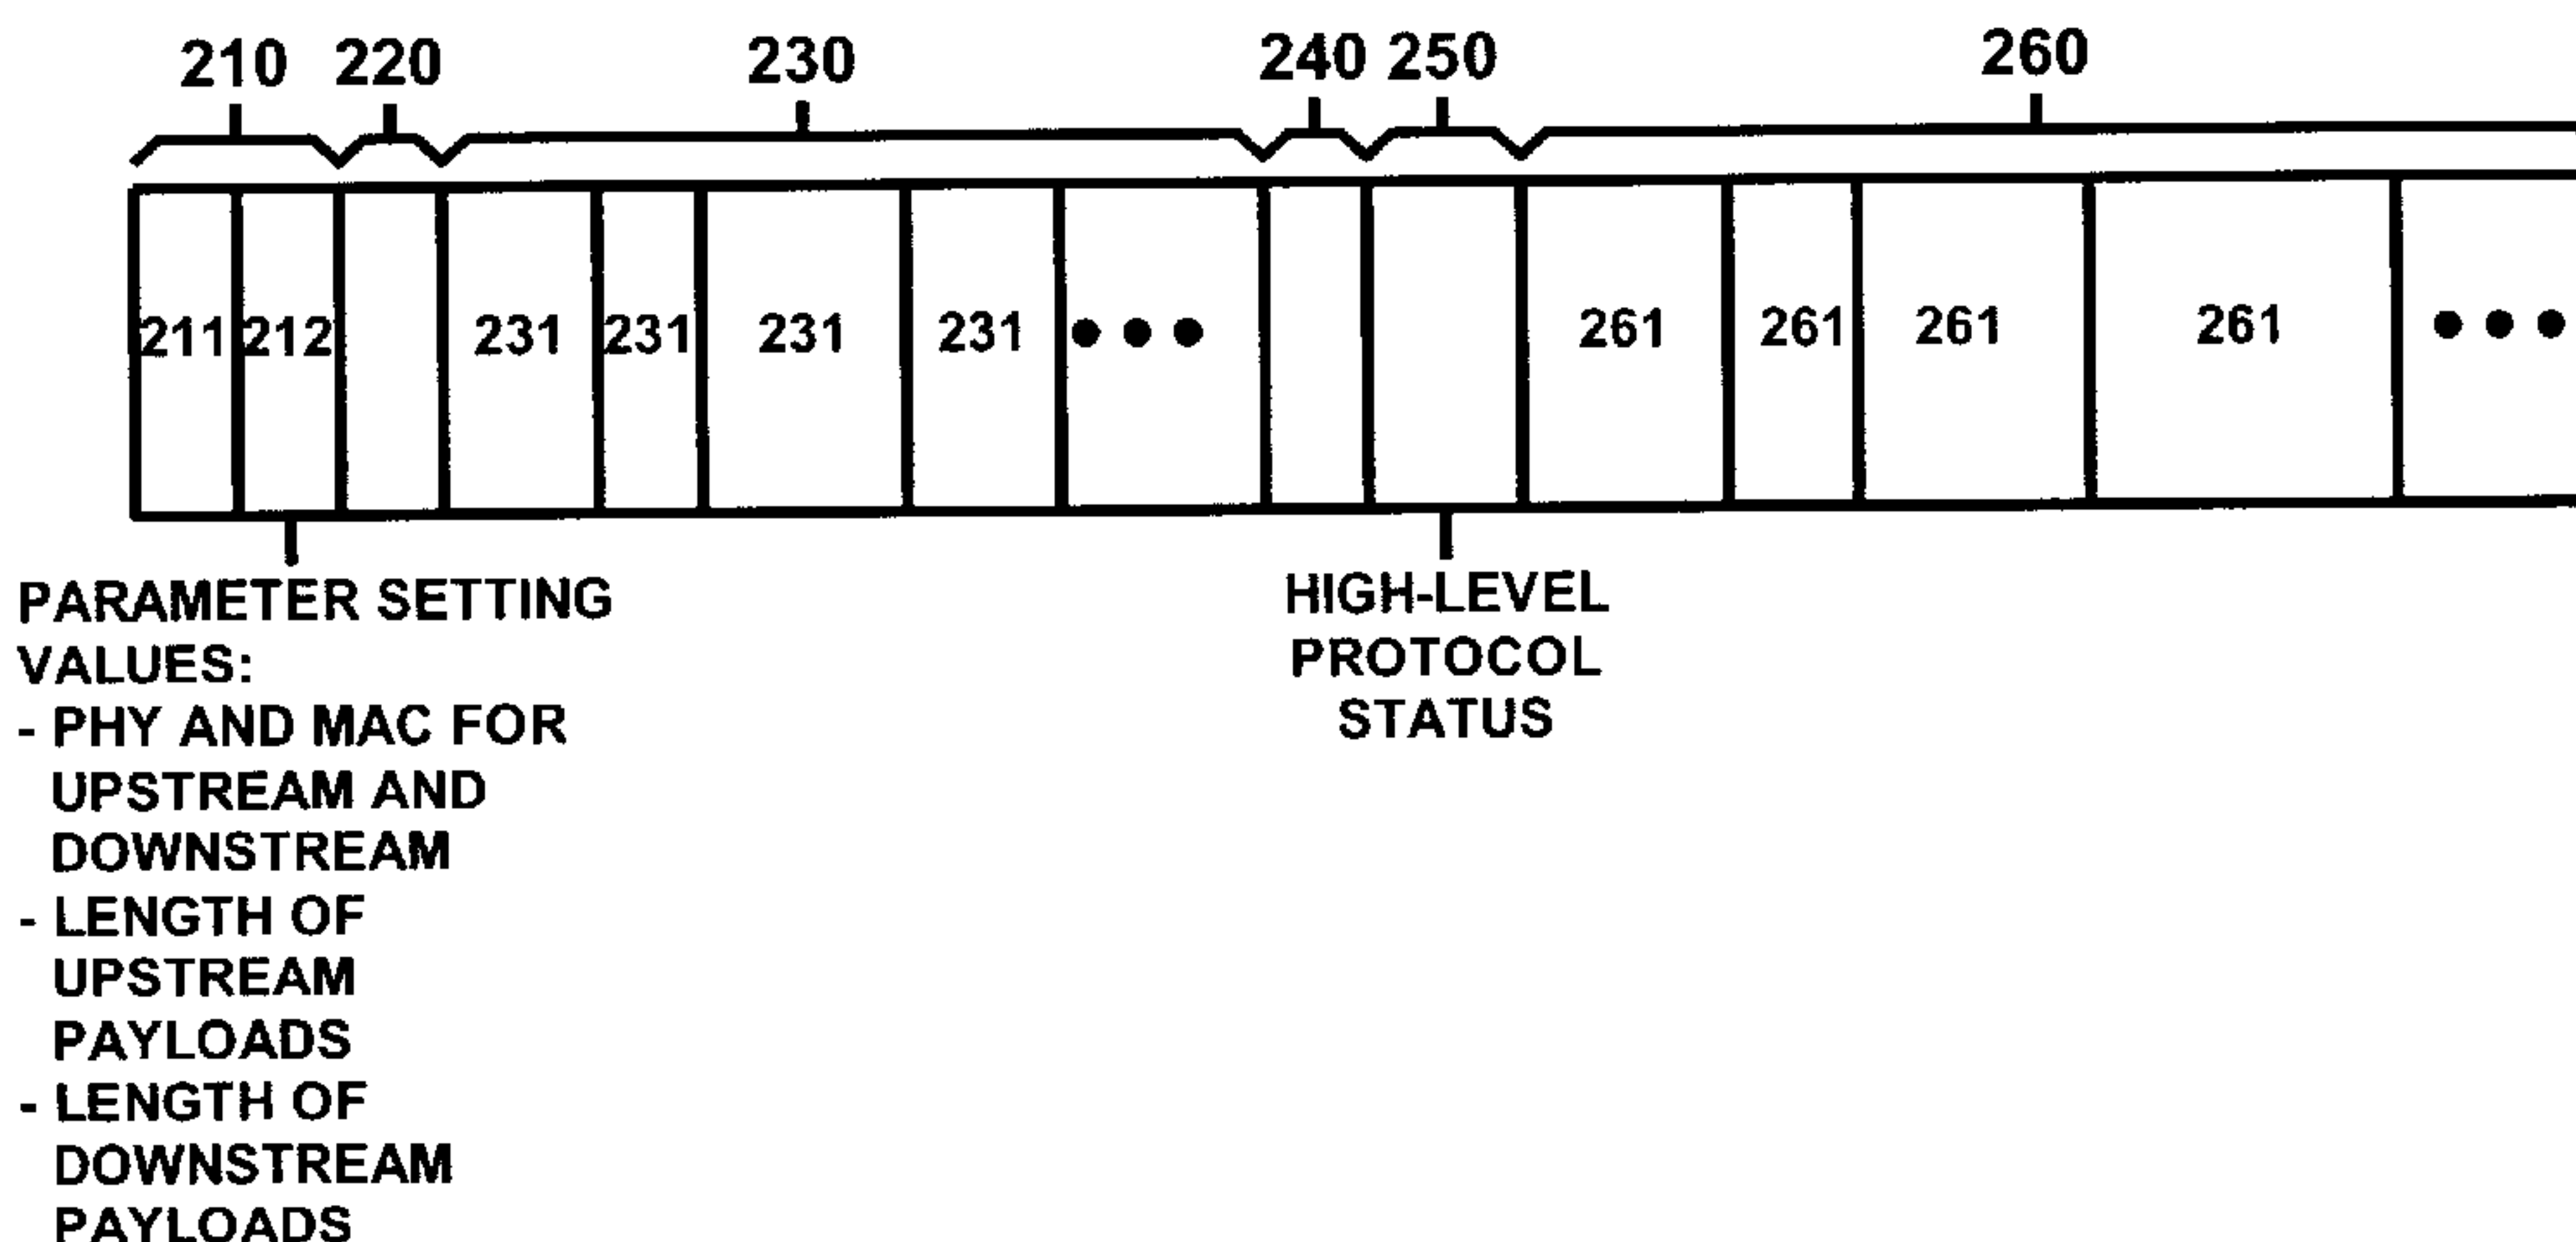 210 220 230 240 250 260
211 212 231 231 231 231 ●●● 261 261 261 261 ●●●
PARAMETER SETTING
VALUES:
- PHY AND MAC FOR
UPSTREAM AND
DOWNSTREAM
- LENGTH OF
UPSTREAM
PAYLOADS
- LENGTH OF
DOWNSTREAM
PAYLOADS
HIGH-LEVEL
PROTOCOL
STATUS